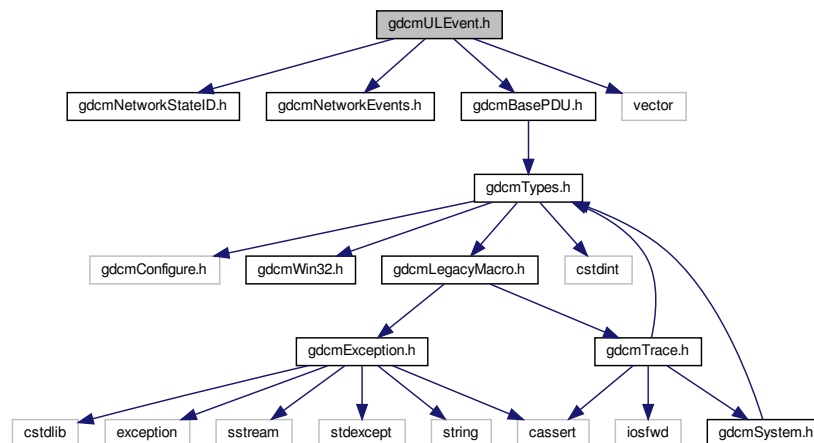 gdcmULEvent.h
gdcmNetworkStateID.h
gdcmNetworkEvents.h
gdcmBasePDU.h
vector
gdcmTypes.h
gdcmConfigure.h
gdcmWin32.h
gdcmLegacyMacro.h
cstdint
gdcmException.h
gdcmTrace.h
cstdlib
exception
sstream
stdexcept
string
cassert
iosfwd
gdcmSystem.h